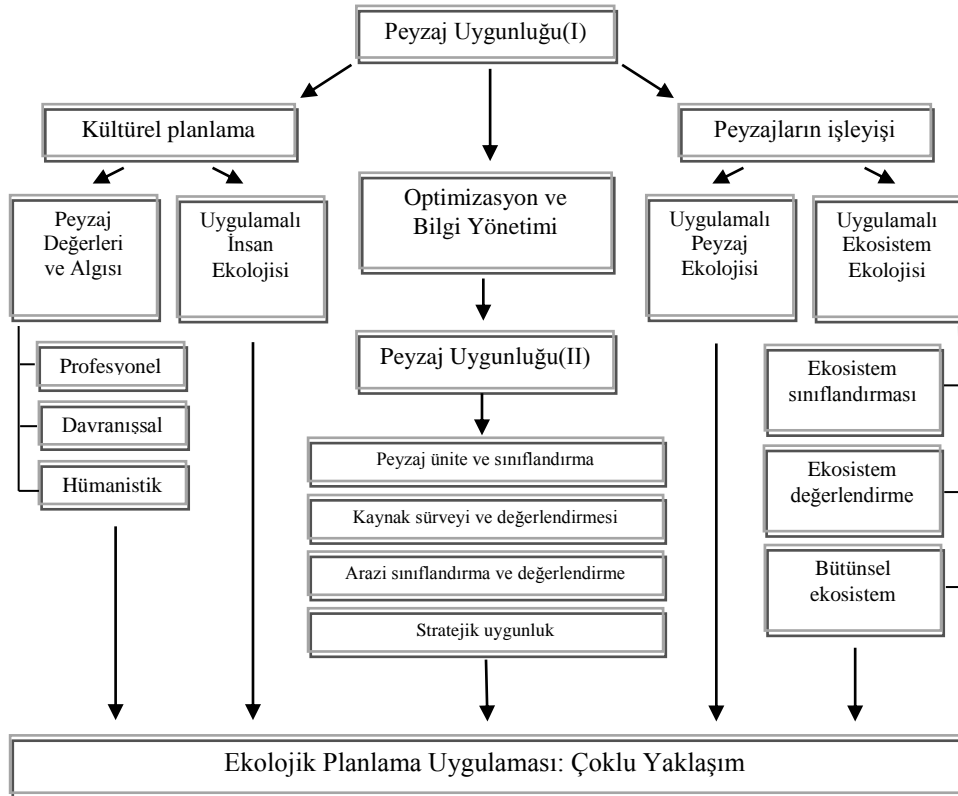 Peyzaj Uygunluğu(I)
Kültürel planlama
Peyzajların işleyişi
Peyzaj
Değerleri
ve Algısı
Uygulamalı
İnsan
Ekolojisi
Optimizasyon ve
Bilgi Yönetimi
Uygulamalı
Peyzaj
Ekolojisi
Uygulamalı
Ekosistem
Ekolojisi
Profesyonel
Davranışsal
Hümanistik
Peyzaj Uygunluğu(II)
Peyzaj ünite ve sınıflandırma
Kaynak sürveyi ve değerlendirmesi
Arazi sınıflandırma ve değerlendirme
Stratejik uygunluk
Ekosistem
sınıflandırması
Ekosistem
değerlendirme
Bütünsel
ekosistem
Ekolojik Planlama Uygulaması: Çoklu Yaklaşım